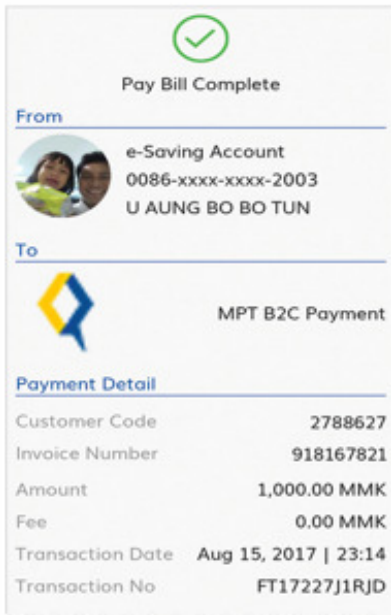 Pay Bill Complete
From
e-Saving Account
0086-xxxx-xxxx-2003
U AUNG BO BO TUN
To
MPT B2C Payment
Payment Detail
Customer Code 2788627
Invoice Number 918167821
Amount 1,000.00 MMK
Fee 0.00 MMK
Transaction Date Aug 15, 2017 | 23:14
Transaction No FT17227J1RJD